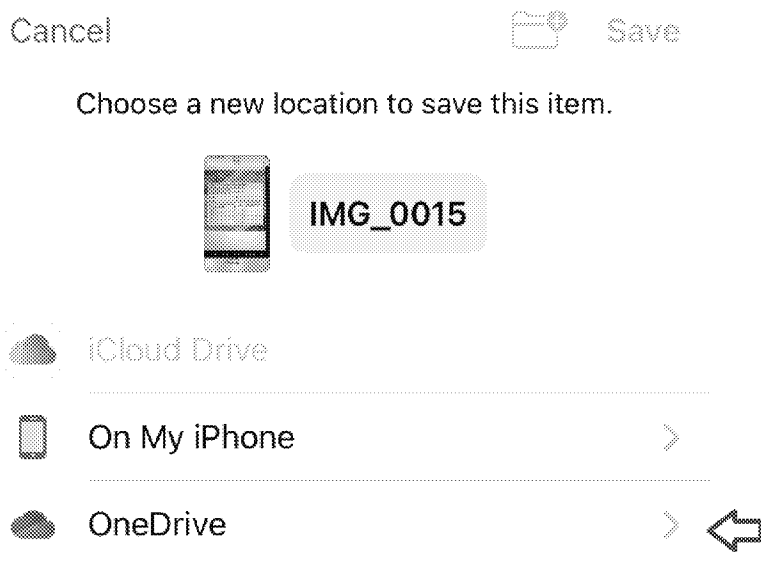 Cancel Save
Choose a new location to save this item.
IMG_0015
iCloud Drive
On My iPhone
OneDrive